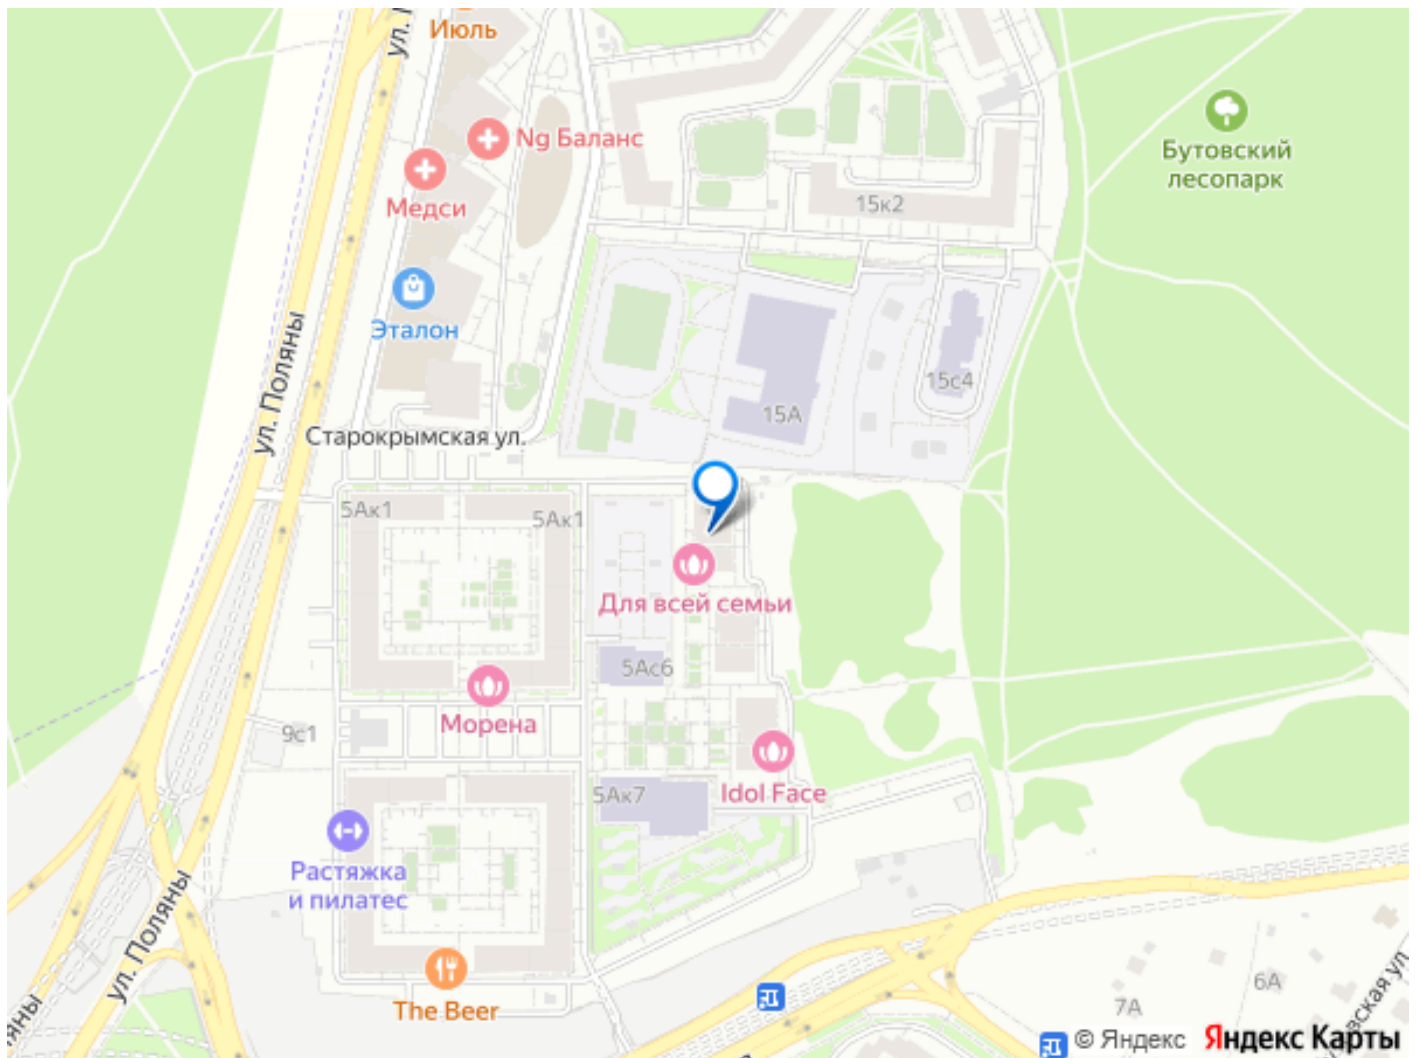 Июль
ул.
Ng Баланс
Медси
Бутовский
лесопарк
15к2
Эталон
ул. Поляны
15с4
15А
Старокрымская ул.
5Ак1
5Ак1
Для всей семьи
5Ас6
Морена
9с1
Idol Face
5Ак7
Растяжка
и пилатес
ул. Поляны
The Beer
6А
7А
© Яндекс Яндекс Карты